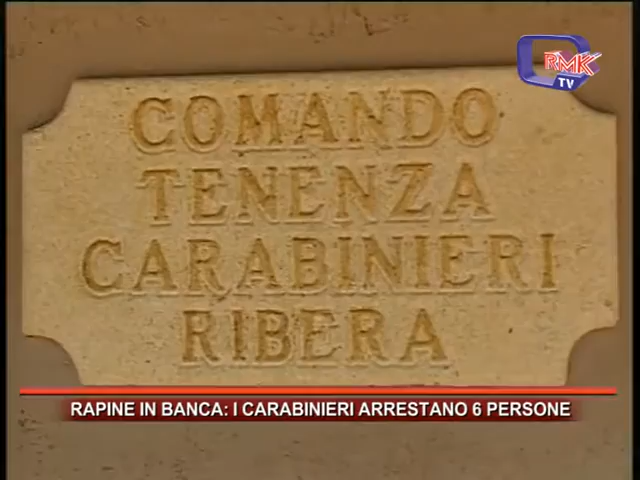 RMK
TV
COMANDO
TENENZA
CARABINIERI
RIBERA
RAPINE IN BANCA: I CARABINIERI ARRESTANO 6 PERSONE